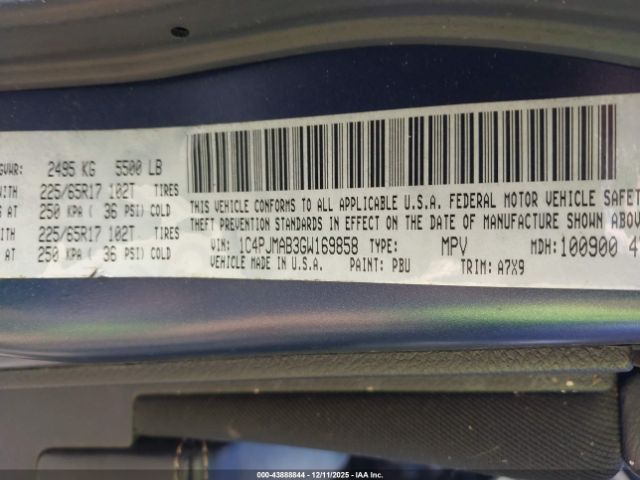 GVWR: 2495 KG 5500 LB
WITH 225/65R17 102T TIRES
AT 250 KPA ( 36 PSI) COLD
WITH 225/65R17 102T TIRES
AT 250 KPA ( 36 PSI) COLD
THIS VEHICLE CONFORMS TO ALL APPLICABLE U.S.A. FEDERAL MOTOR VEHICLE SAFET
THEFT PREVENTION STANDARDS IN EFFECT ON THE DATE OF MANUFACTURE SHOWN ABOV
VIN: 1C4PJMAB3GW169858 TYPE: MPV MDH: 100900 4
VEHICLE MADE IN U.S.A. PAINT: PBU TRIM: A7X9
000-43888844 / 12/11/2025 / IAA Inc.